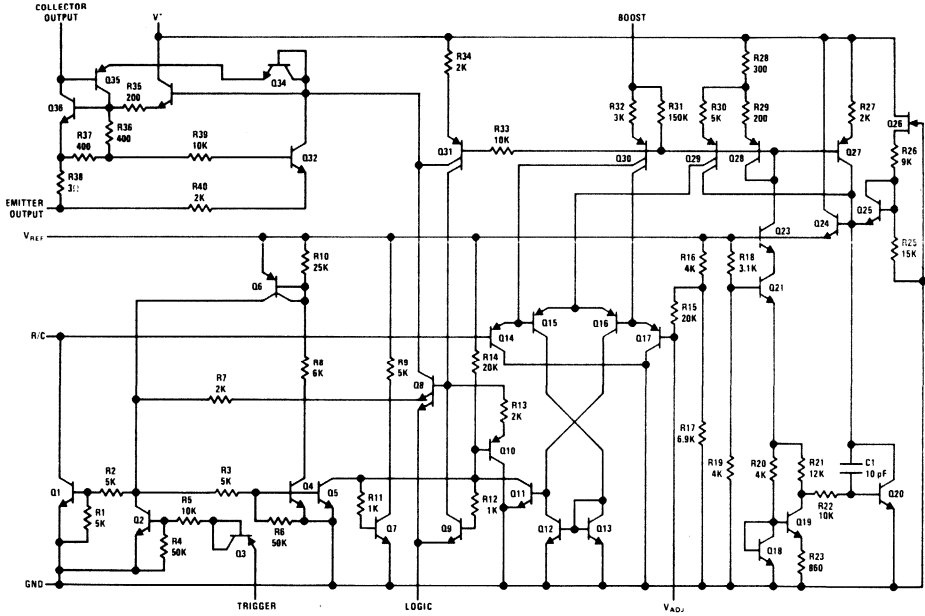 COLLECTOR
OUTPUT
V+
BOOST
R34
2K
R28
300
Q35
Q34
R35
200
Q36
R32
3K
R31
150K
R30
5K
R29
200
R27
2K
Q26
R37
400
R36
400
R39
10K
R33
10K
Q32
Q31
Q30
Q29
Q28
Q27
R26
9K
R38
3Ω
R40
2K
EMITTER
OUTPUT
Q25
Q24
Q23
VREF
R10
25K
R16
4K
R18
3.1K
R25
15K
Q6
Q21
R15
20K
Q15
Q16
R/C
Q14
Q17
R9
5K
R14
20K
R8
6K
R7
2K
Q8
R13
2K
R17
6.9K
Q10
R19
4K
R20
4K
R21
12K
C1
10 pF
R2
5K
R3
5K
Q1
Q4
Q5
R11
1K
R12
1K
Q11
R22
10K
Q20
R5
10K
R1
5K
Q2
R4
50K
Q3
R6
50K
Q7
Q9
Q12
Q13
Q19
Q18
R23
860
GND
TRIGGER
LOGIC
VADJ